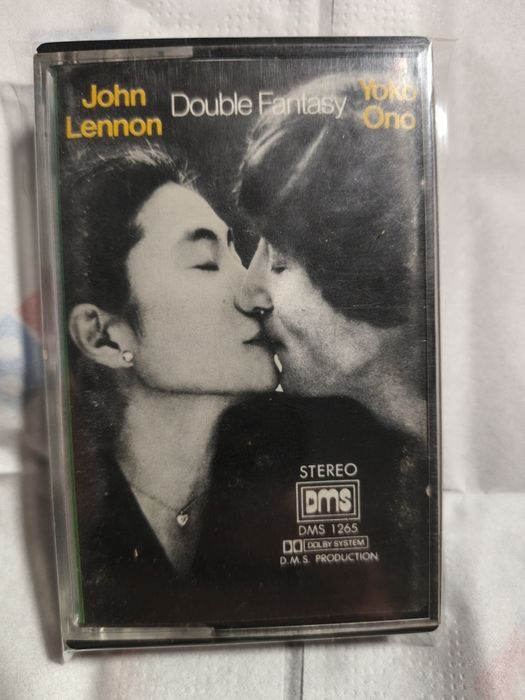 John
Lennon
Double Fantasy
Yoko
Ono
STEREO
DMS
DMS 1265
DOLBY SYSTEM
D.M.S. PRODUCTION